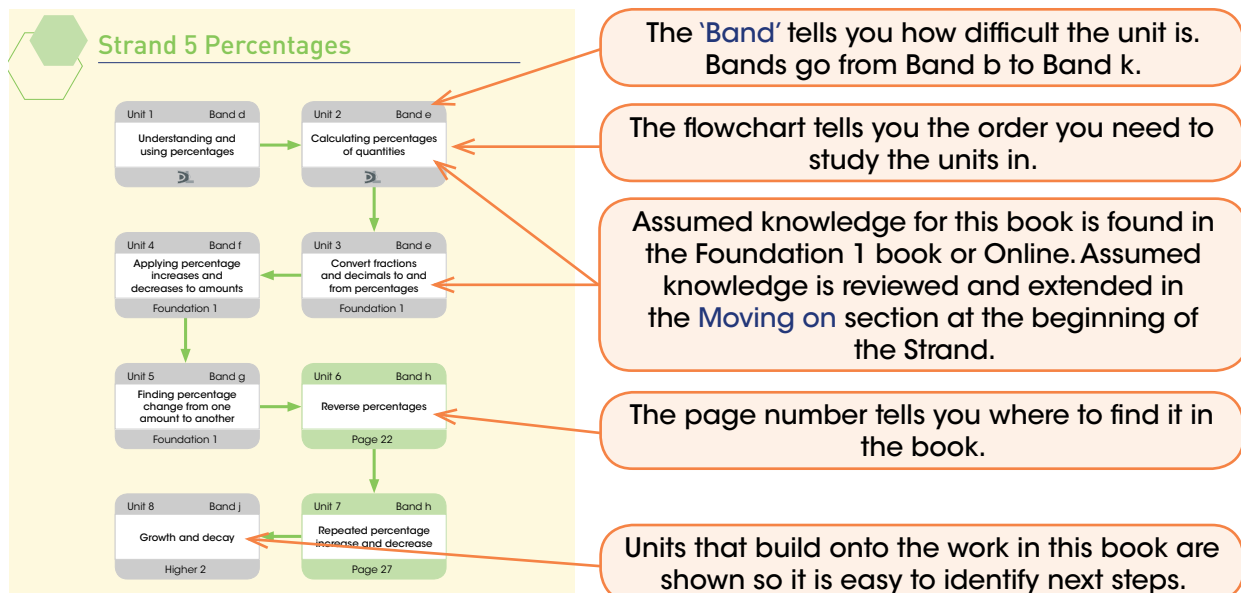 Strand 5 Percentages
Unit 1 Band d
Understanding and
using percentages
Unit 2 Band e
Calculating percentages
of quantities
Unit 4 Band f
Applying percentage
increases and
decreases to amounts
Foundation 1
Unit 3 Band e
Convert fractions
and decimals to and
from percentages
Foundation 1
Unit 5 Band g
Finding percentage
change from one
amount to another
Foundation 1
Unit 6 Band h
Reverse percentages
Page 22
Unit 8 Band j
Growth and decay
Higher 2
Unit 7 Band h
Repeated percentage
increase and decrease
Page 27
The ‘Band’ tells you how difficult the unit is.
Bands go from Band b to Band k.
The flowchart tells you the order you need to
study the units in.
Assumed knowledge for this book is found in
the Foundation 1 book or Online. Assumed
knowledge is reviewed and extended in
the Moving on section at the beginning of
the Strand.
The page number tells you where to find it in
the book.
Units that build onto the work in this book are
shown so it is easy to identify next steps.